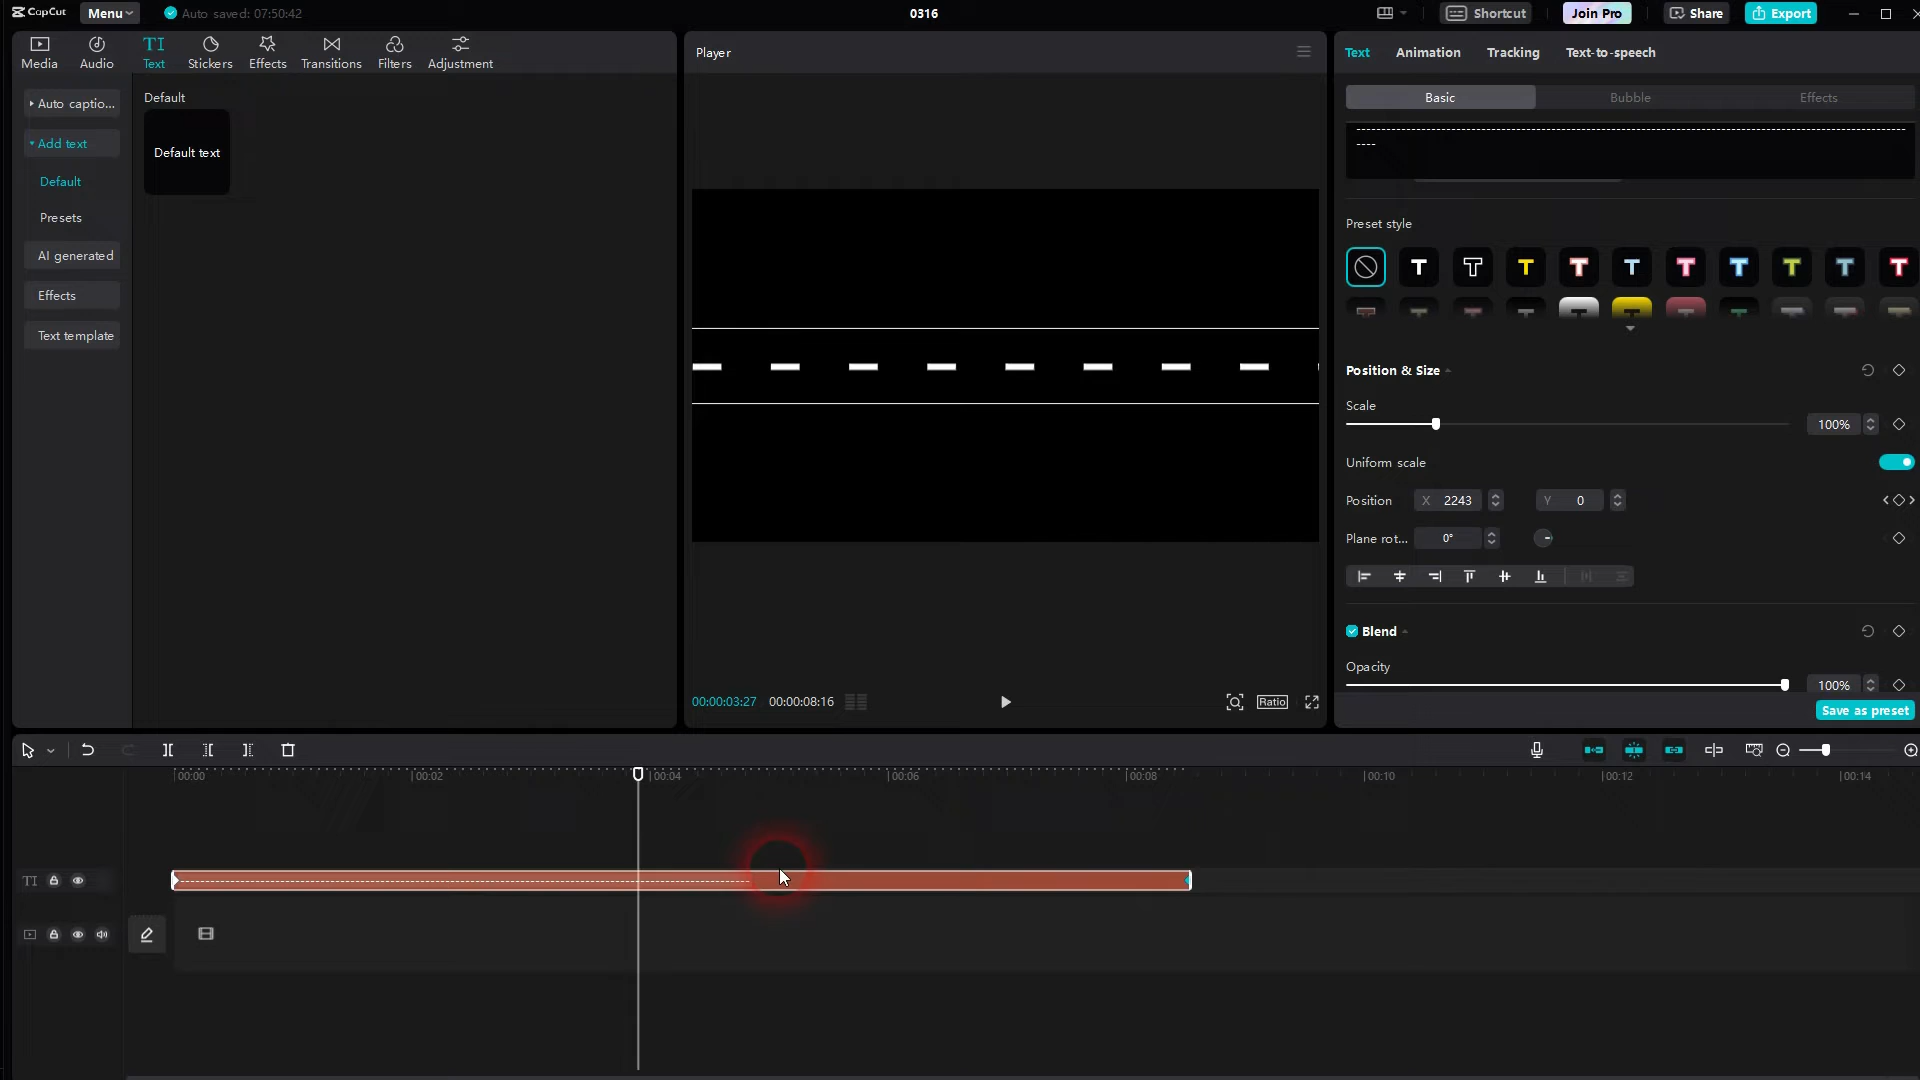 CapCut Menu Auto saved: 07:50:42 0316 Shortcut Join Pro Share Export
Media Audio Text Stickers Effects Transitions Filters Adjustment
Auto captio...
Add text
Default
Presets
AI generated
Effects
Text template
Default
Default text
Player
00:00:03:27 00:00:08:16 Ratio
Text Animation Tracking Text-to-speech
Basic Bubble Effects
----
Preset style
Position & Size
Scale
100%
Uniform scale
Position X 2243 Y 0
Plane rot... 0°
Blend
Opacity
100%
Save as preset
00:00 00:02 00:04 00:06 00:08 00:10 00:12 00:14
TI